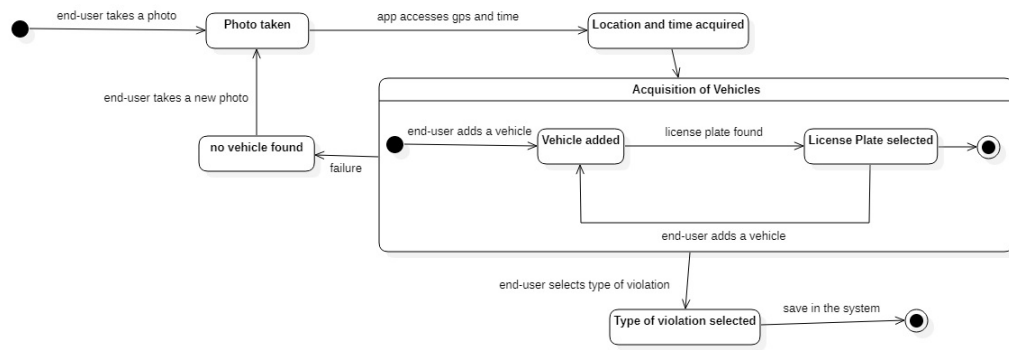 end-user takes a photo
Photo taken
app accesses gps and time
Location and time acquired
Acquisition of Vehicles
end-user takes a new photo
no vehicle found
failure
end-user adds a vehicle
Vehicle added
license plate found
License Plate selected
end-user adds a vehicle
end-user selects type of violation
Type of violation selected
save in the system